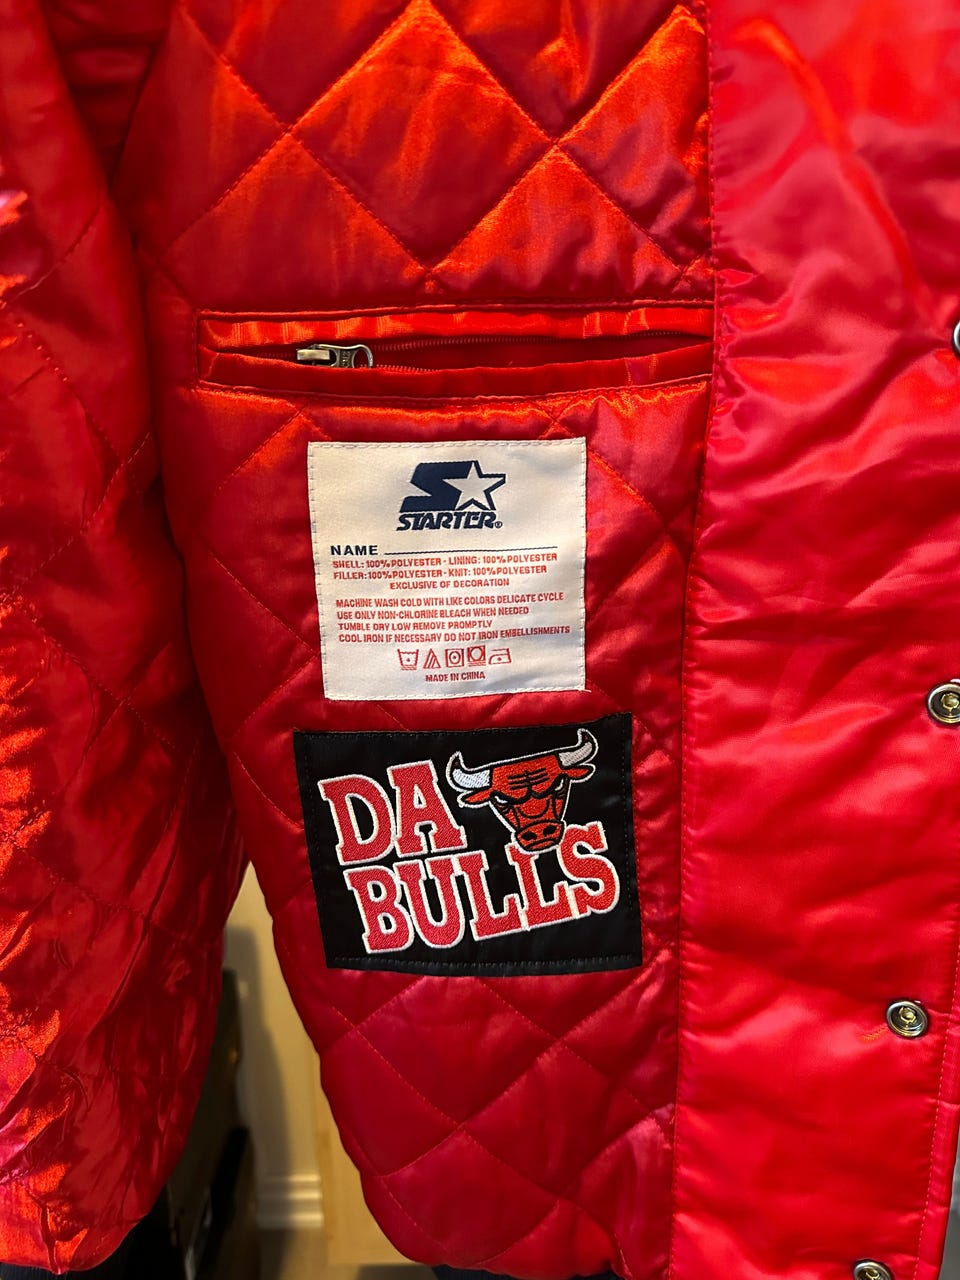 STARTER®
NAME
SHELL: 100% POLYESTER - LINING: 100% POLYESTER
FILLER: 100% POLYESTER - KNIT: 100% POLYESTER
EXCLUSIVE OF DECORATION
MACHINE WASH COLD WITH LIKE COLORS DELICATE CYCLE
USE ONLY NON-CHLORINE BLEACH WHEN NEEDED
TUMBLE DRY LOW REMOVE PROMPTLY
COOL IRON IF NECESSARY DO NOT IRON EMBELLISHMENTS
MADE IN CHINA
DA
BULLS